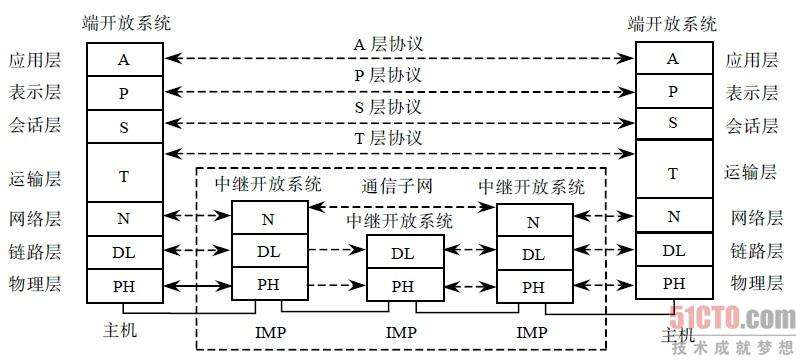 端开放系统 端开放系统
A 层协议
应用层 A A 应用层
P 层协议
表示层 P P 表示层
S 层协议
会话层 S S 会话层
T 层协议
运输层 T T 运输层
中继开放系统 通信子网 中继开放系统
网络层 N N N N 网络层
中继开放系统
链路层 DL DL DL DL DL 链路层
物理层 PH PH PH PH PH 物理层
主机 IMP IMP IMP 主机
51CTO.com
技术成就梦想